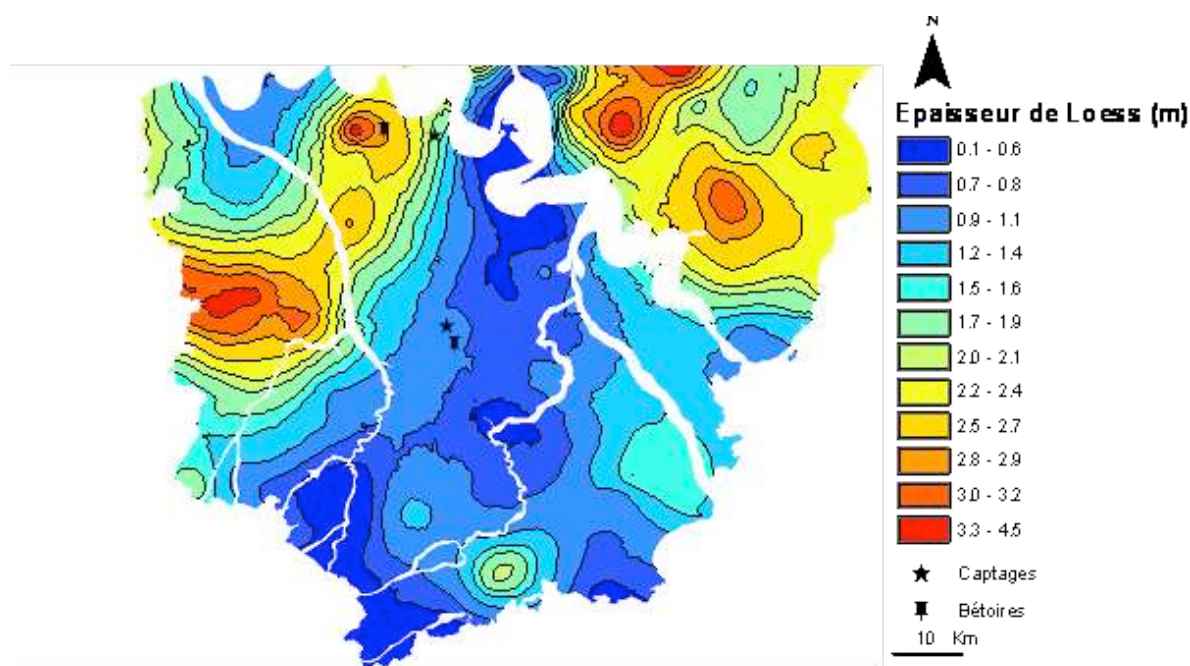 N
Epaisseur de Loess (m)
0.1 - 0.6
0.7 - 0.8
0.9 - 1.1
1.2 - 1.4
1.5 - 1.6
1.7 - 1.9
2.0 - 2.1
2.2 - 2.4
2.5 - 2.7
2.8 - 2.9
3.0 - 3.2
3.3 - 4.5
Captages
Bétoires
10 Km